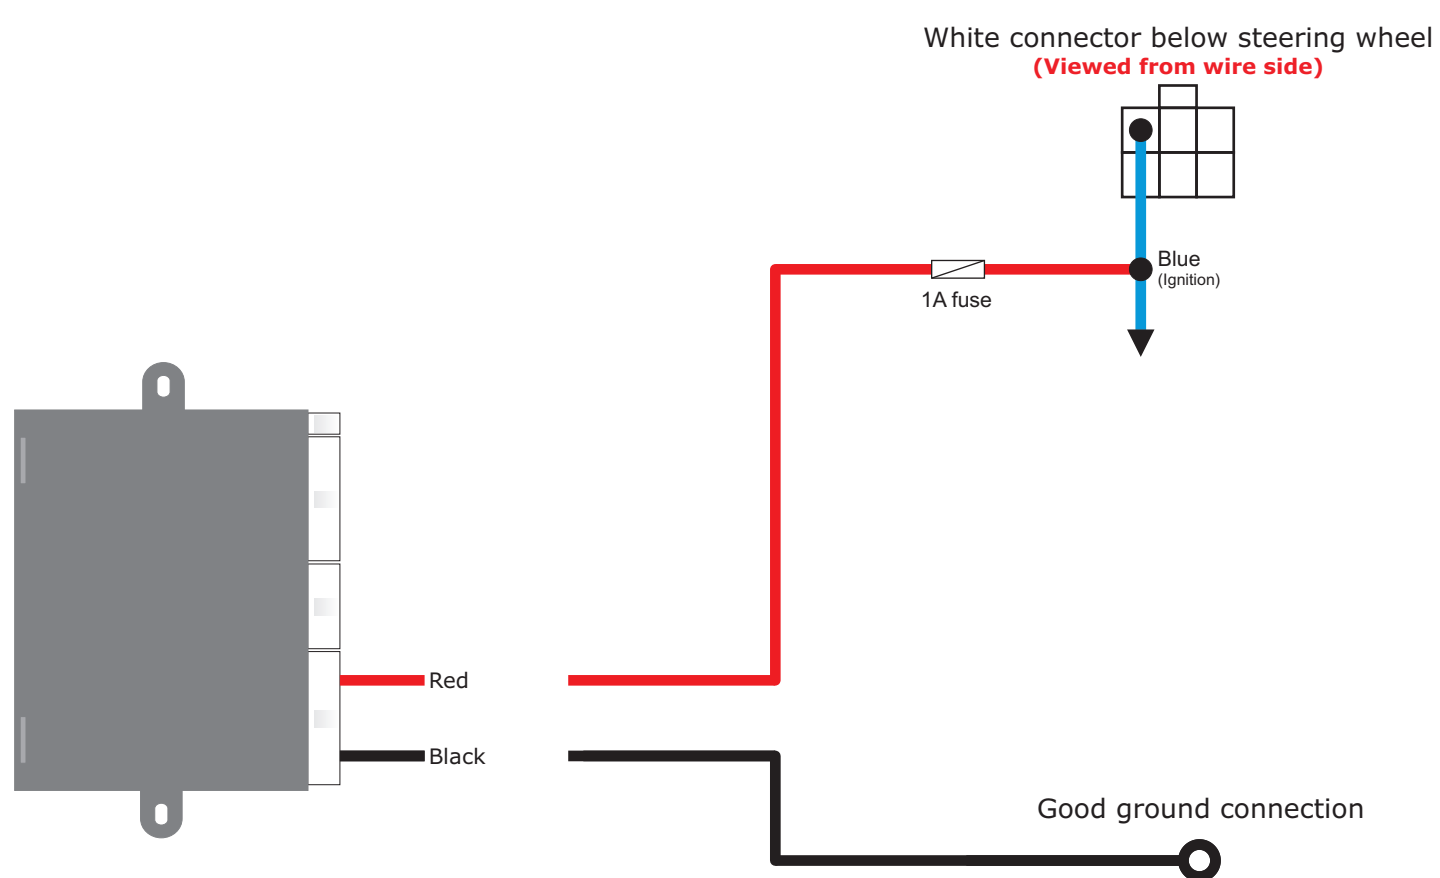 White connector below steering wheel
(Viewed from wire side)
Blue
(Ignition)
1A fuse
Red
Black
Good ground connection